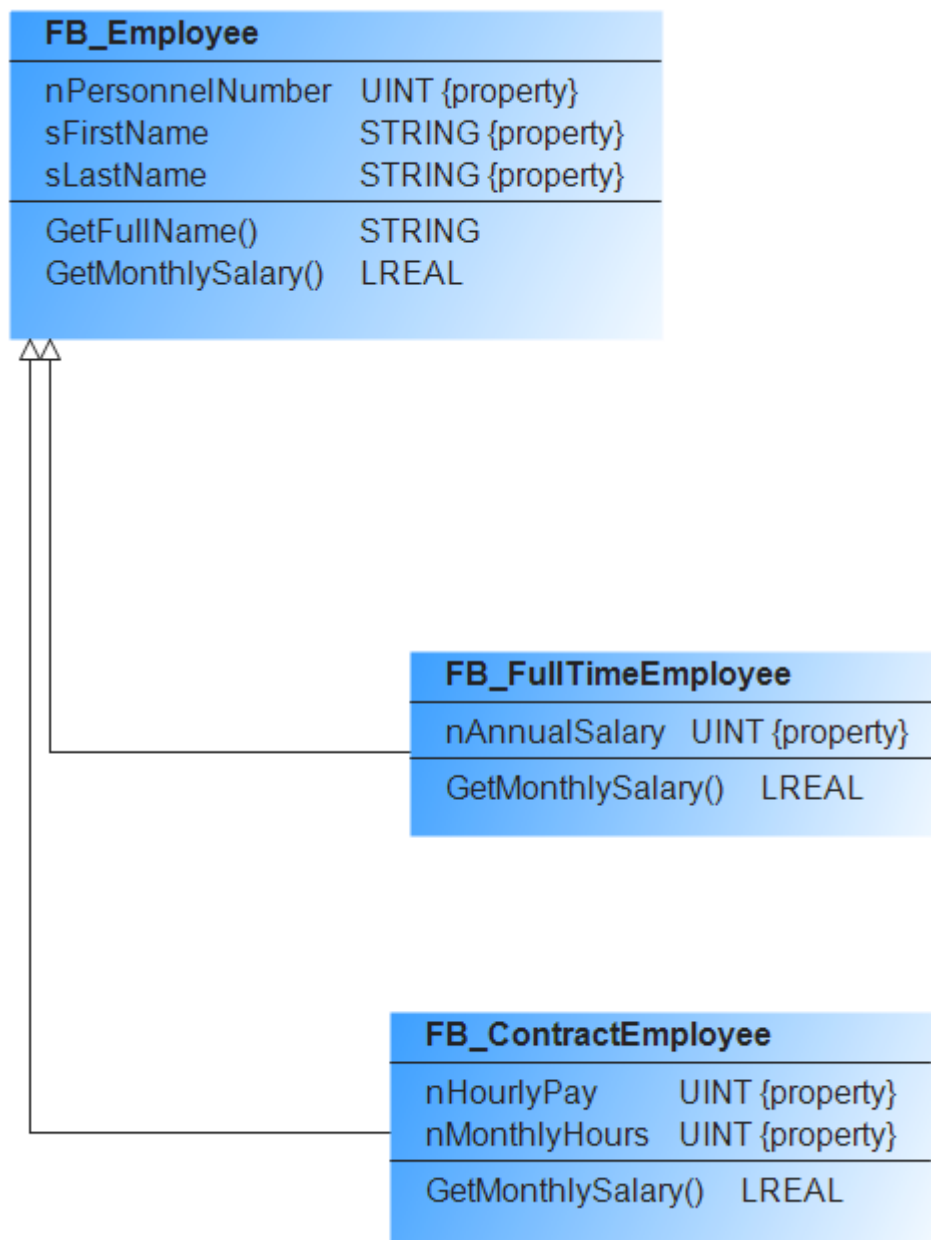 FB_Employee
nPersonnelNumber UINT {property}
sFirstName STRING {property}
sLastName STRING {property}
GetFullName() STRING
GetMonthlySalary() LREAL
FB_FullTimeEmployee
nAnnualSalary UINT {property}
GetMonthlySalary() LREAL
FB_ContractEmployee
nHourlyPay UINT {property}
nMonthlyHours UINT {property}
GetMonthlySalary() LREAL